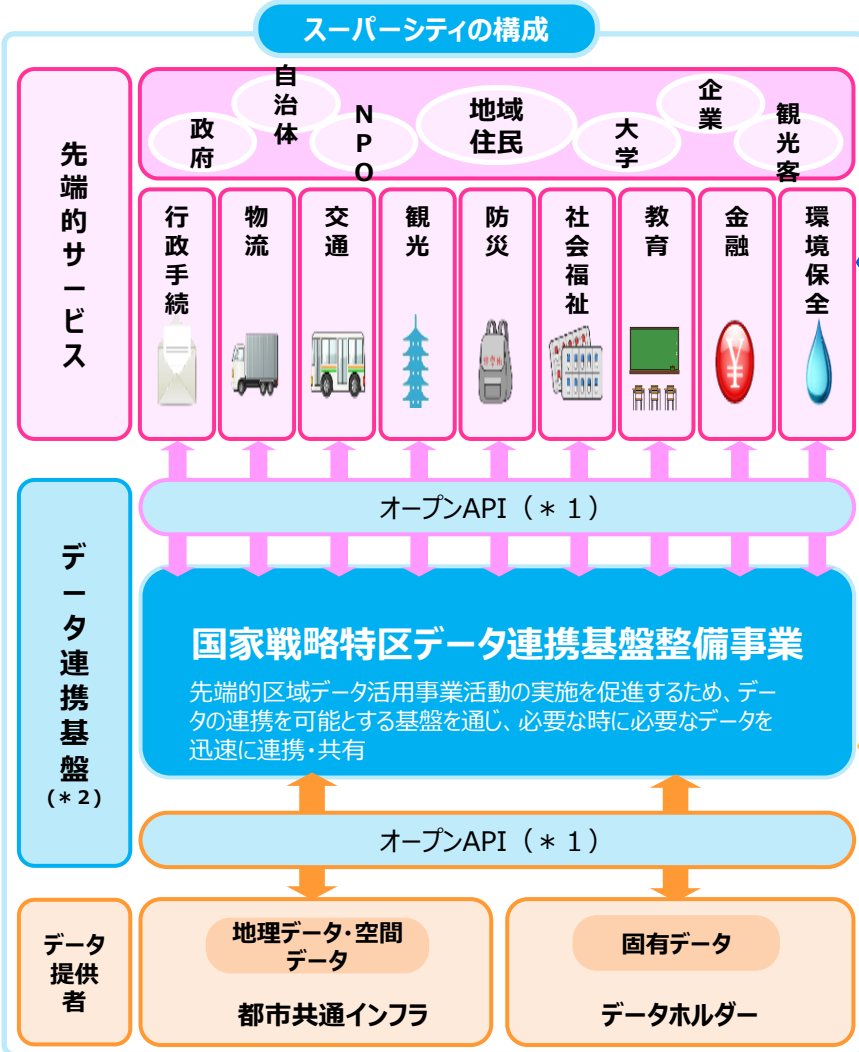 スーパーシティの構成
先端的サービス
政府
自治体
NPO
地域
住民
大学
企業
観光客
行政手続
物流
交通
観光
防災
社会福祉
教育
金融
環境保全
¥
オープンAPI（＊１）
データ連携基盤
(＊2)
国家戦略特区データ連携基盤整備事業
先端的区域データ活用事業活動の実施を促進するため、デー
タの連携を可能とする基盤を通じ、必要な時に必要なデータを
迅速に連携・共有
オープンAPI（＊１）
データ
提供
者
地理データ・空間
データ
都市共通インフラ
固有データ
データホルダー